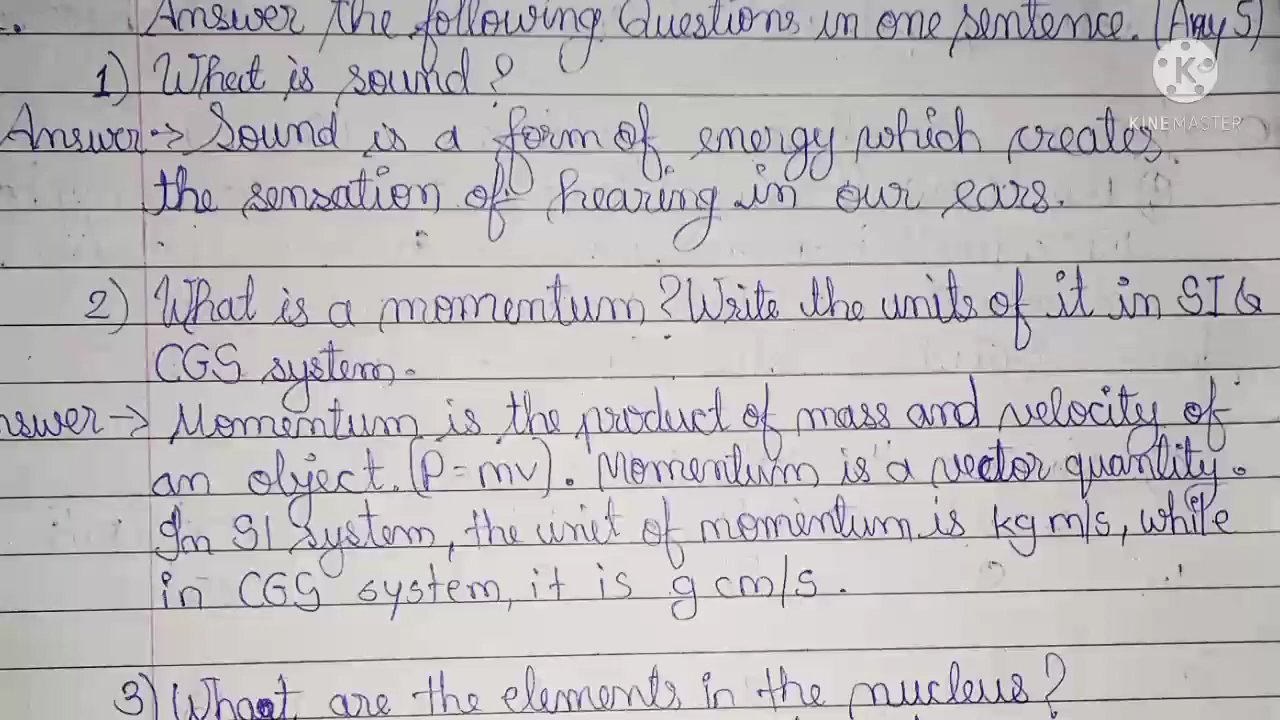 Answer the following Questions in one sentence. (Any 5)
1) What is sound?
Answer → Sound is a form of energy which creates
the sensation of hearing in our ears.
2) What is a momentum? Write the units of it in SI &
CGS system.
nswer → Momentum is the product of mass and velocity of
an object. (P = mv). Momentum is a vector quantity.
In SI system, the unit of momentum is kg m/s, while
in CGS system, it is g cm/s.
3) What are the elements in the nucleus?
K
KINEMASTER